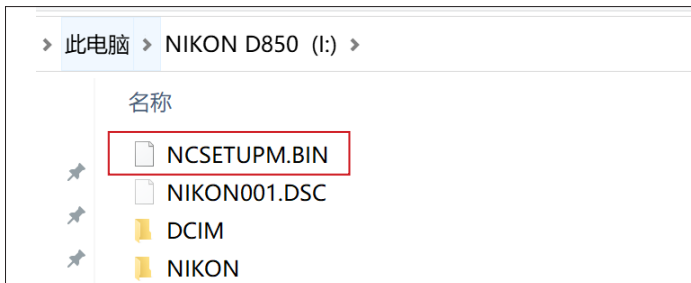 此电脑 NIKON D850 (I:)
名称
NCSETUPM.BIN
NIKON001.DSC
DCIM
NIKON